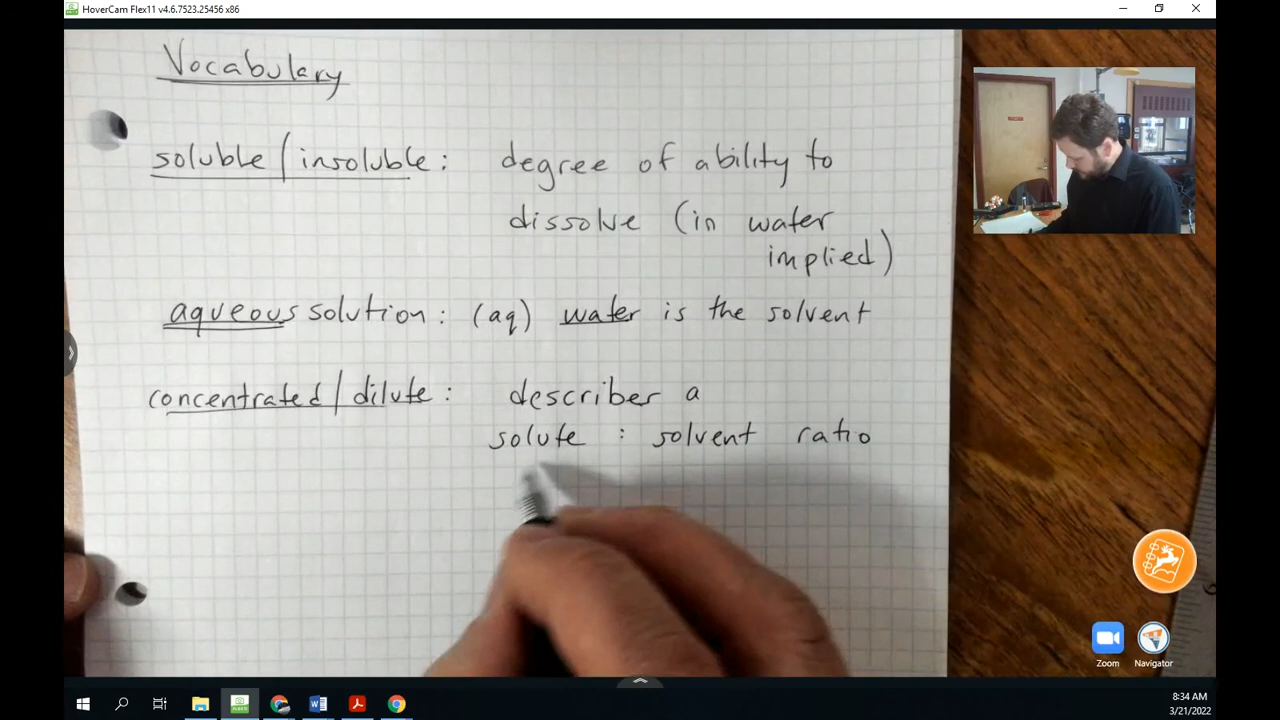 HoverCam Flex11 v4.6.7523.25456 x86
Vocabulary
soluble/insoluble: degree of ability to
dissolve (in water
implied)
aqueous solution: (aq) water is the solvent
concentrated/dilute: describer a
solute : solvent ratio
Zoom
Navigator
8:34 AM
3/21/2022